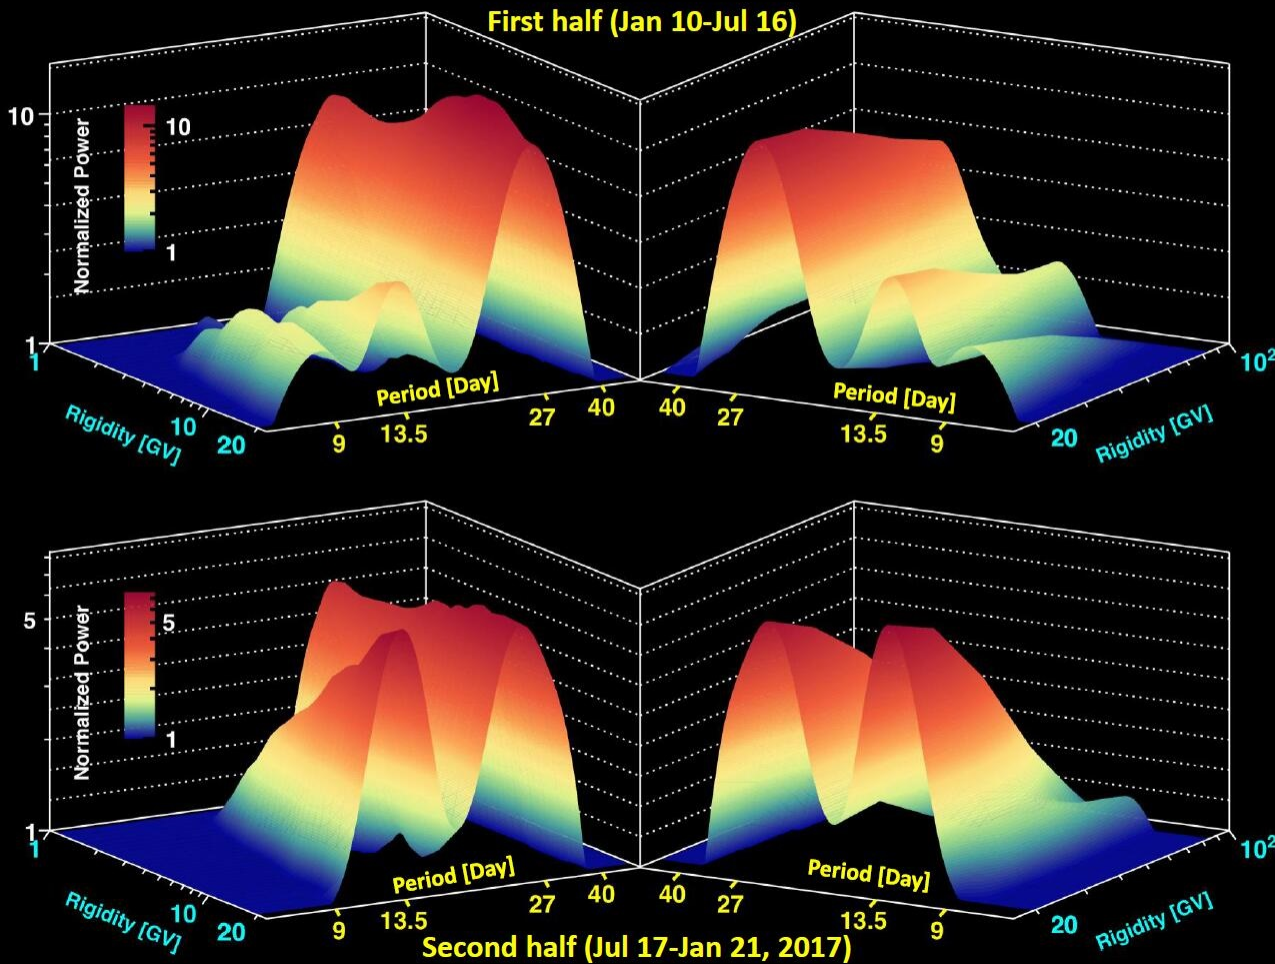 First half (Jan 10-Jul 16)
10
Normalized Power
10
1
1
1
Rigidity [GV]
10
20
Period [Day]
9
13.5
27
40
40
27
Period [Day]
13.5
9
20
Rigidity [GV]
10²
5
Normalized Power
5
1
1
1
Rigidity [GV]
10
20
Period [Day]
9
13.5
27
40
40
27
Period [Day]
13.5
9
20
Rigidity [GV]
10²
Second half (Jul 17-Jan 21, 2017)